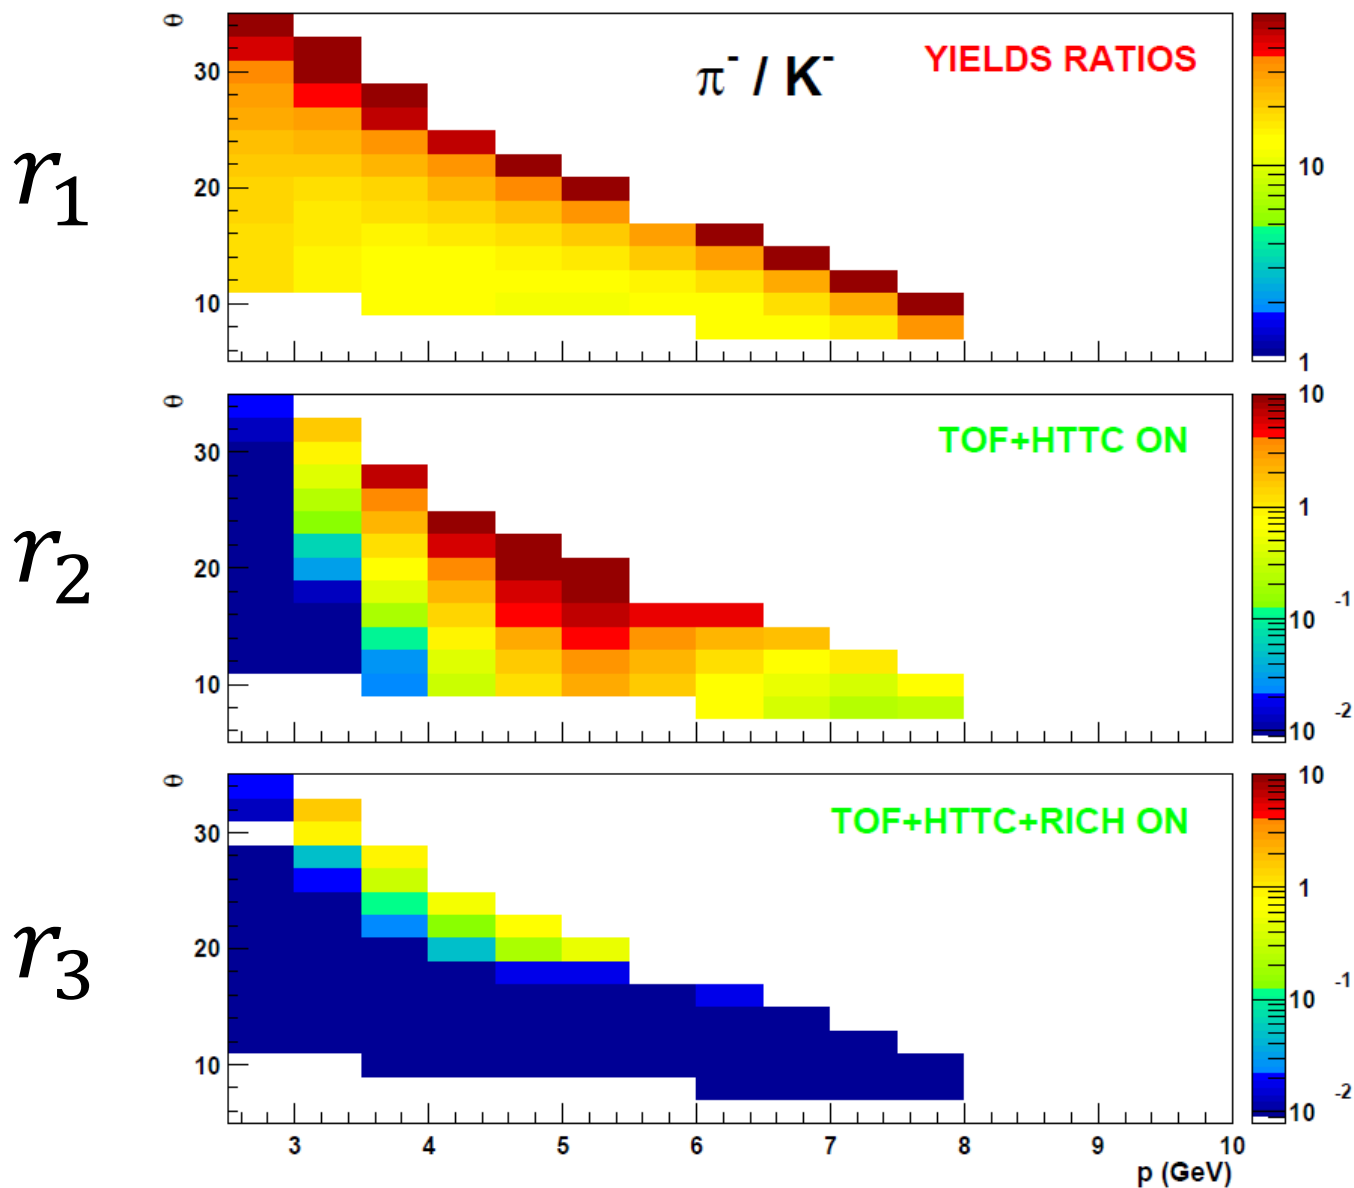 r1
θ
30
20
10
π- / K-
YIELDS RATIOS
10
1
r2
θ
30
20
10
TOF+HTTC ON
10
1
10 -1
10 -2
r3
θ
30
20
10
TOF+HTTC+RICH ON
10
1
10 -1
10 -2
3 4 5 6 7 8 9 10
p (GeV)